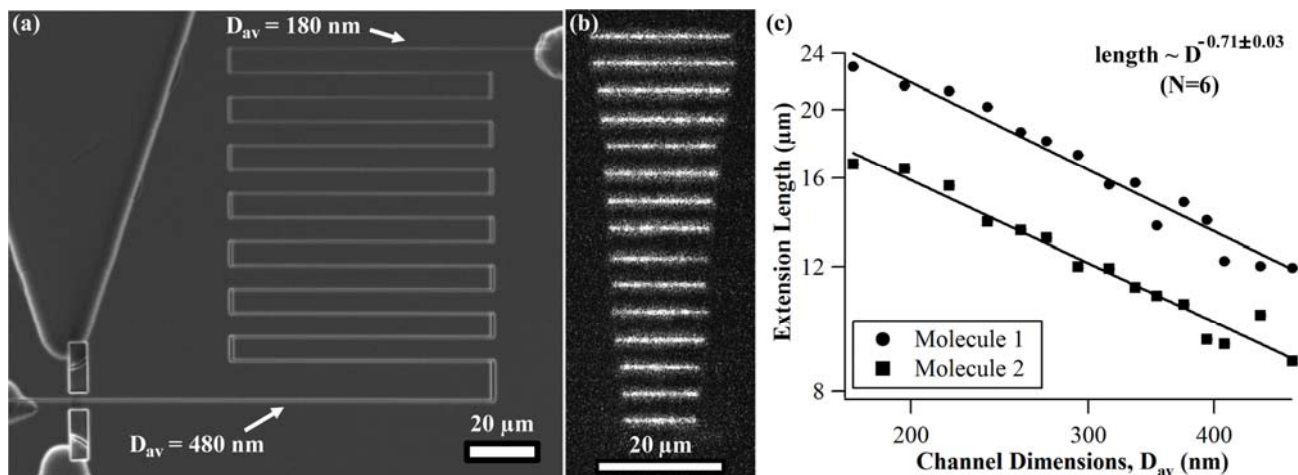 (a)
D_av = 180 nm
D_av = 480 nm
20 μm
(b)
20 μm
(c)
length ~ D^-0.71±0.03
(N=6)
Extension Length (μm)
24
20
16
12
8
Molecule 1
Molecule 2
200
300
400
Channel Dimensions, D_av (nm)